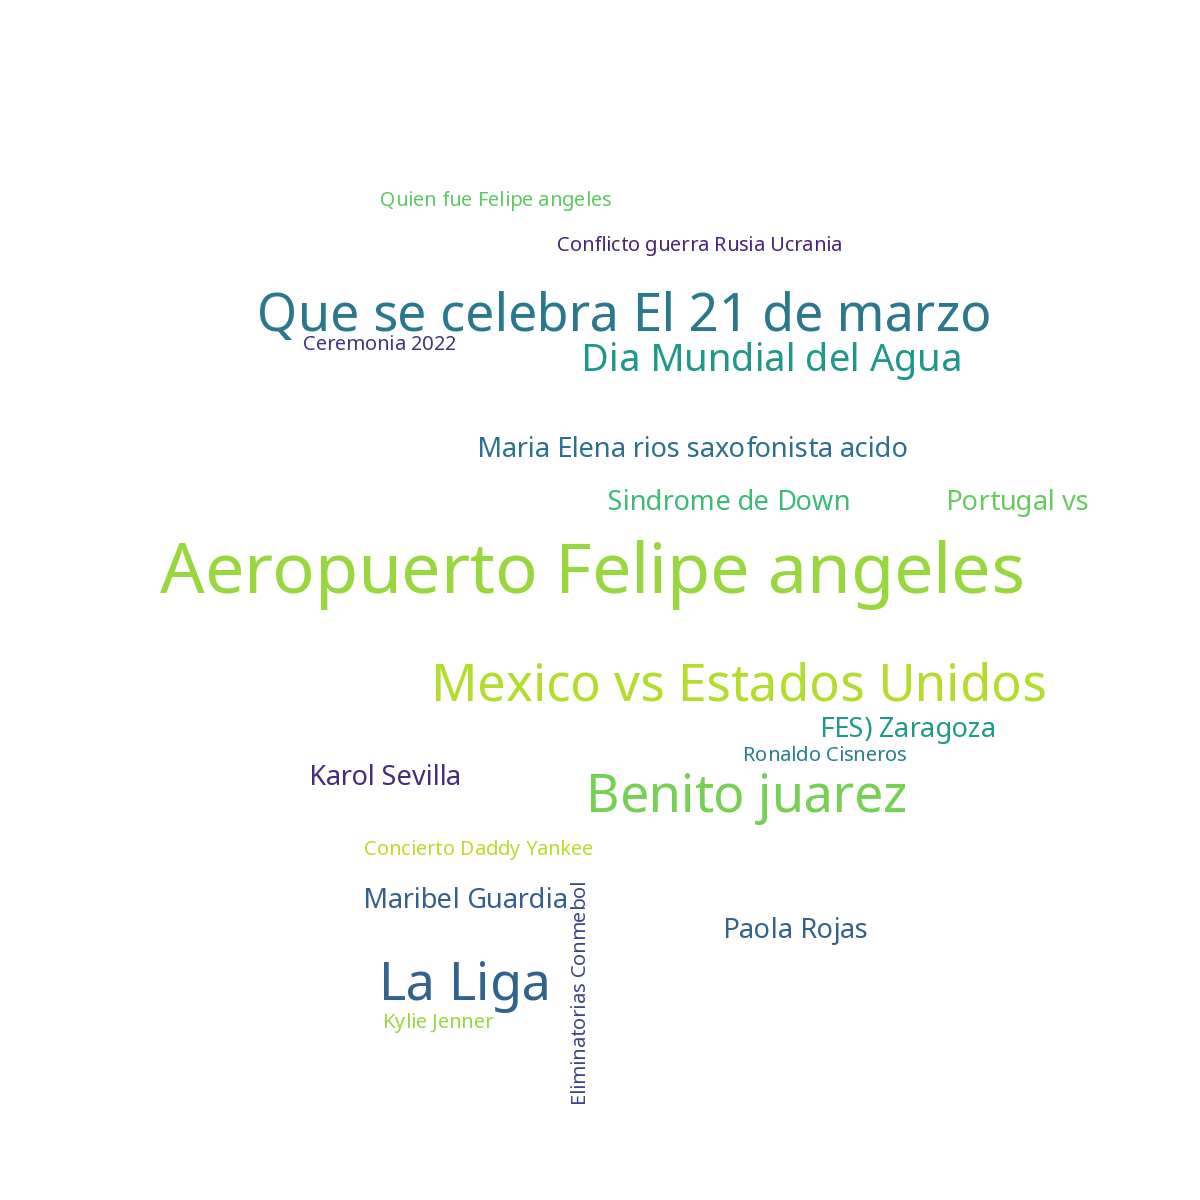 Quien fue Felipe angeles
Conflicto guerra Rusia Ucrania
Que se celebra El 21 de marzo
Ceremonia 2022
Dia Mundial del Agua
Maria Elena rios saxofonista acido
Sindrome de Down
Portugal vs
Aeropuerto Felipe angeles
Mexico vs Estados Unidos
FES) Zaragoza
Ronaldo Cisneros
Karol Sevilla
Benito juarez
Concierto Daddy Yankee
Maribel Guardia
Eliminatorias Conmebol
Paola Rojas
La Liga
Kylie Jenner